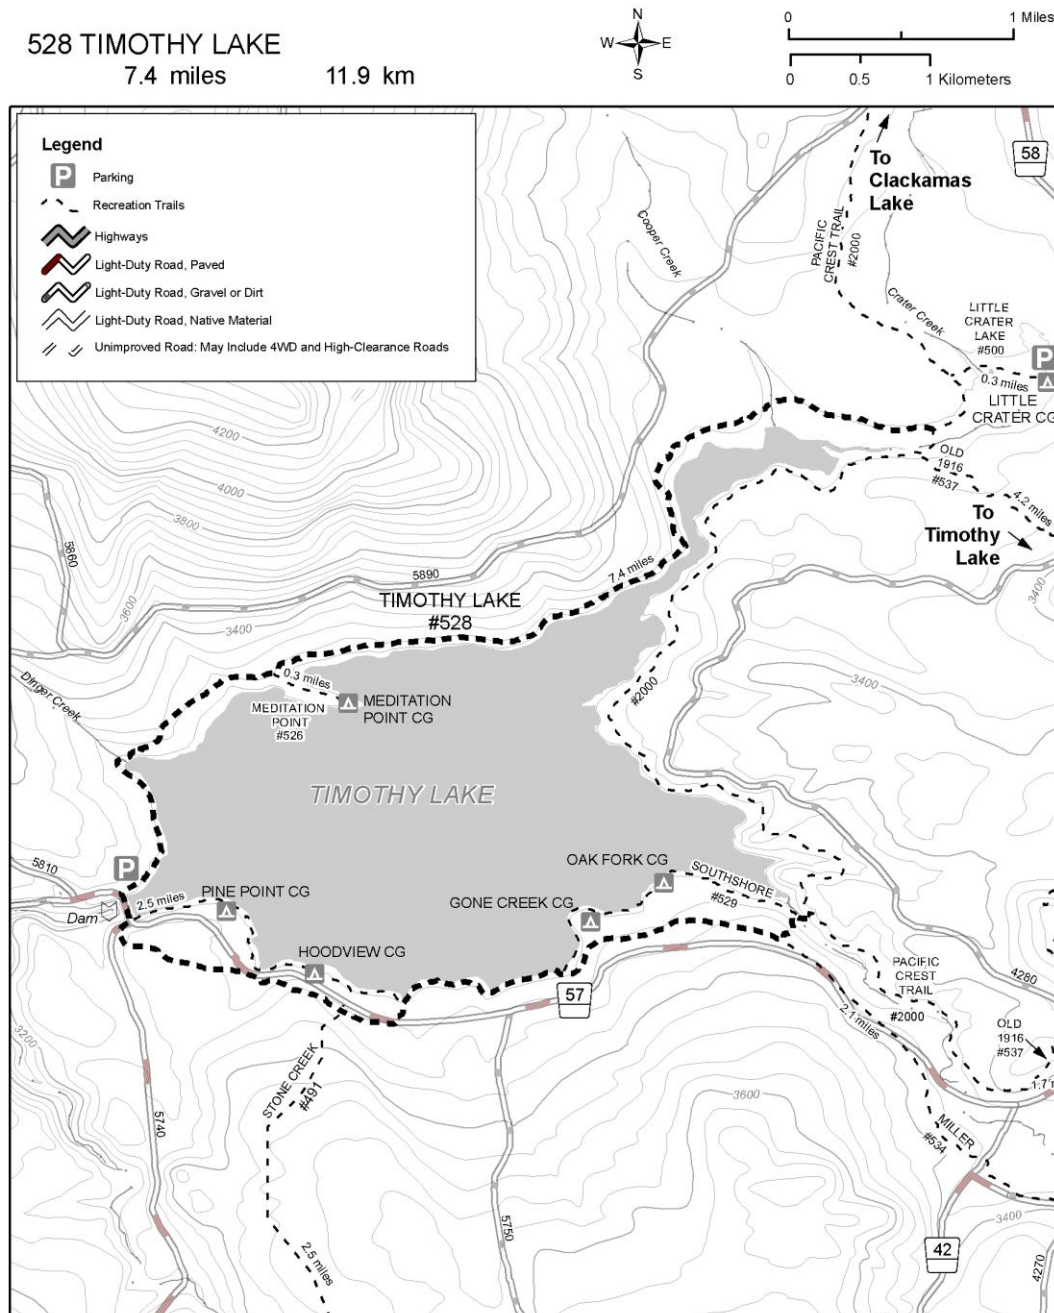 528 TIMOTHY LAKE
7.4 miles 11.9 km
N
W E
S
0 1 Miles
0 0.5 1 Kilometers
Legend
P Parking
Recreation Trails
Highways
Light-Duty Road, Paved
Light-Duty Road, Gravel or Dirt
Light-Duty Road, Native Material
Unimproved Road: May Include 4WD and High-Clearance Roads
To
Clackamas
Lake
58
PACIFIC
CREST TRAIL
#2000
Cooper Creek
Crater Creek
LITTLE
CRATER
LAKE
#500
P
0.3 miles
LITTLE
CRATER CG
4200
4000
3800
3600
3400
OLD
1916
#537
4.2 miles
To
Timothy
Lake
3400
5860
5890
7.4 miles
TIMOTHY LAKE
#528
3400
#2000
Dinger Creek
0.3 miles
MEDITATION
POINT
#526
MEDITATION
POINT CG
TIMOTHY LAKE
P
5810
Dam
2.5 miles
PINE POINT CG
OAK FORK CG
SOUTHSHORE
#529
GONE CREEK CG
HOODVIEW CG
57
PACIFIC
CREST
TRAIL
#2000
4280
2.1 miles
OLD
1916
#537
1.7
3200
STONE CREEK
#491
5740
3600
MILLER
#534
3400
2.5 miles
5750
42
4270